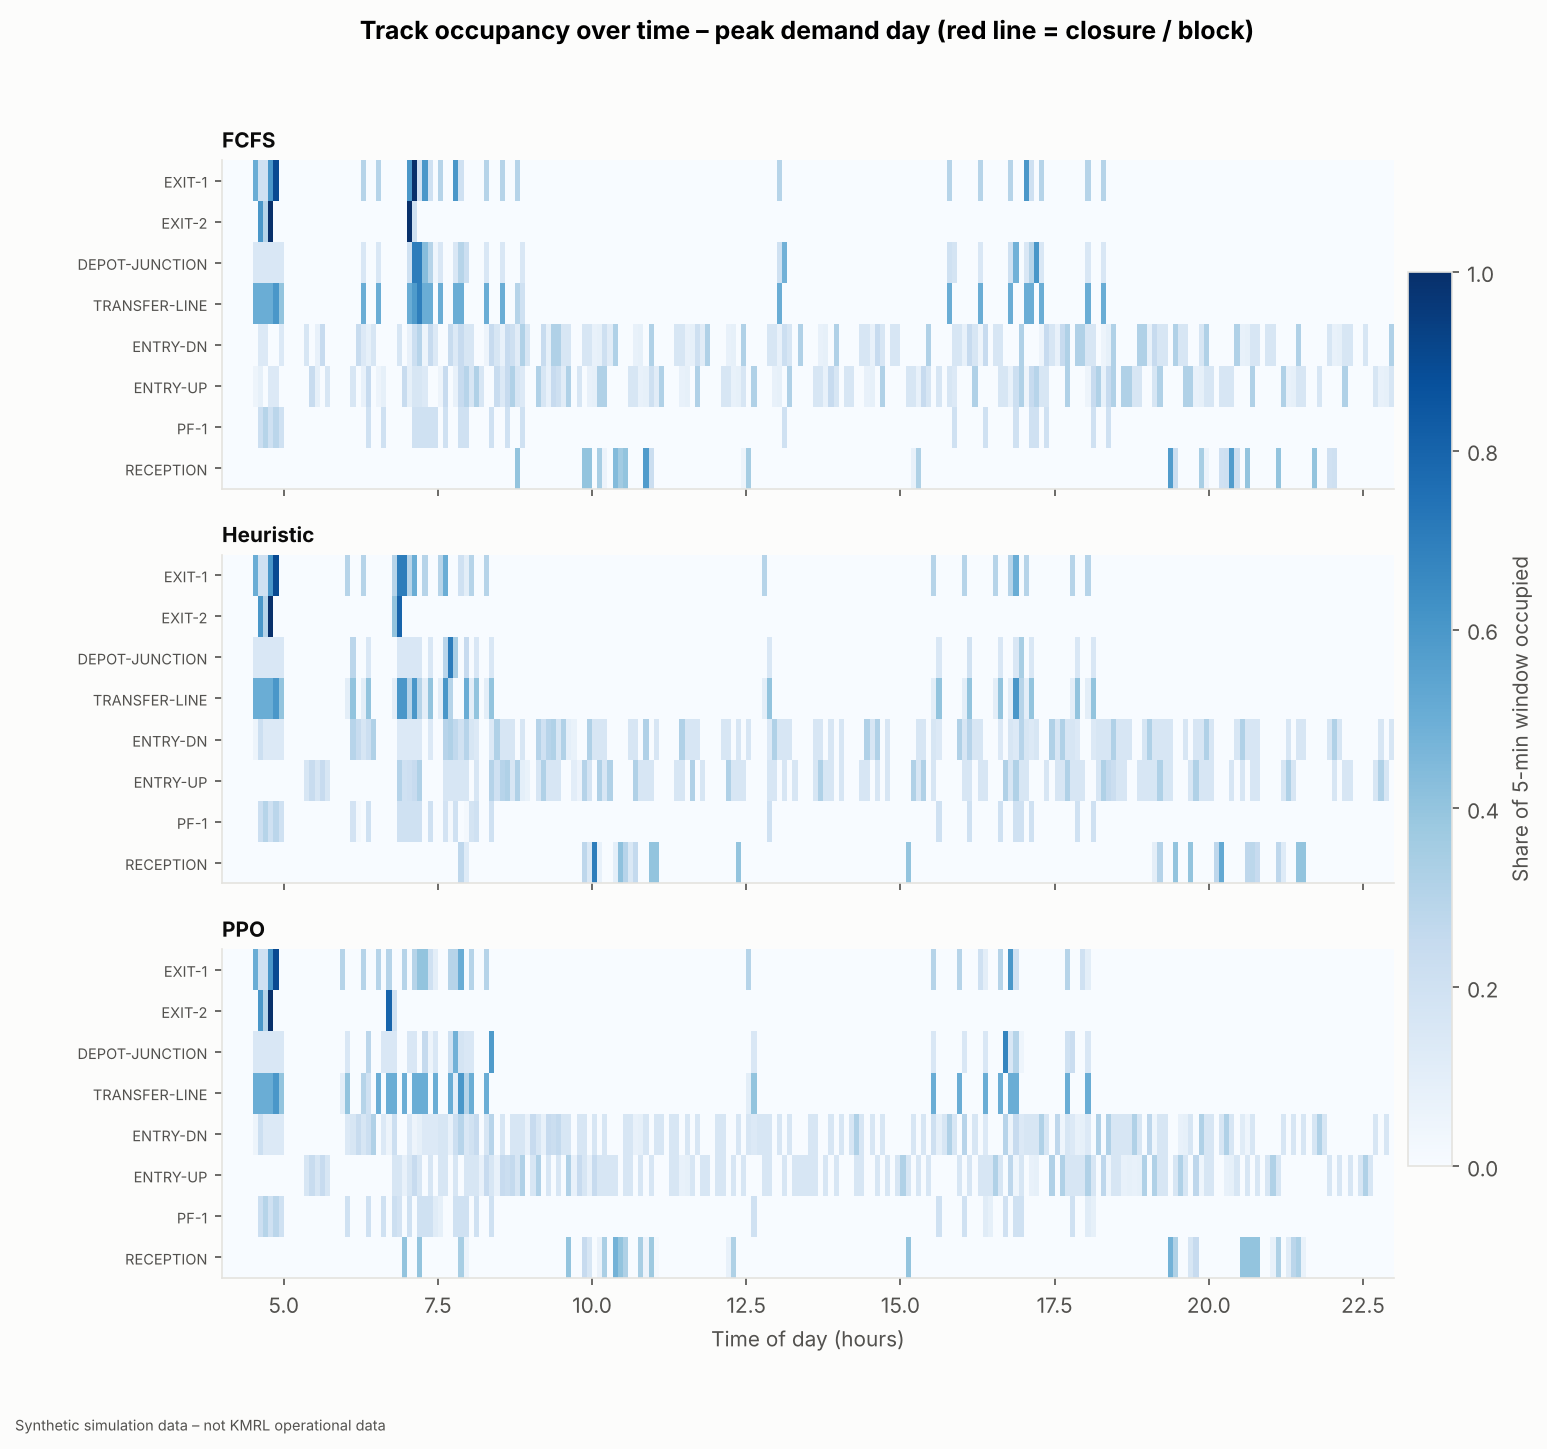 Track occupancy over time – peak demand day (red line = closure / block)
FCFS
EXIT-1
EXIT-2
DEPOT-JUNCTION
TRANSFER-LINE
ENTRY-DN
ENTRY-UP
PF-1
RECEPTION
Heuristic
EXIT-1
EXIT-2
DEPOT-JUNCTION
TRANSFER-LINE
ENTRY-DN
ENTRY-UP
PF-1
RECEPTION
PPO
EXIT-1
EXIT-2
DEPOT-JUNCTION
TRANSFER-LINE
ENTRY-DN
ENTRY-UP
PF-1
RECEPTION
5.0 7.5 10.0 12.5 15.0 17.5 20.0 22.5
Time of day (hours)
1.0
0.8
0.6
0.4
0.2
0.0
Share of 5-min window occupied
Synthetic simulation data – not KMRL operational data